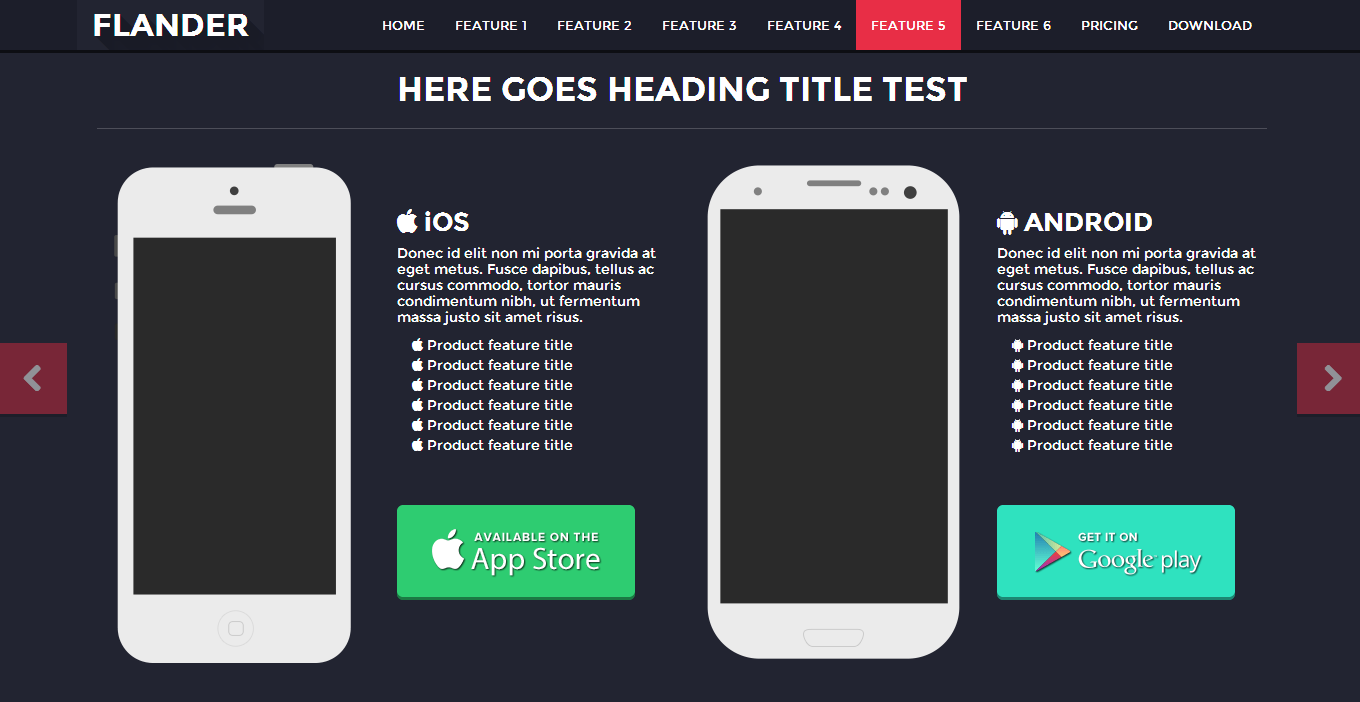 FLANDER
HOME FEATURE 1 FEATURE 2 FEATURE 3 FEATURE 4 FEATURE 5 FEATURE 6 PRICING DOWNLOAD
HERE GOES HEADING TITLE TEST
iOS
Donec id elit non mi porta gravida at
eget metus. Fusce dapibus, tellus ac
cursus commodo, tortor mauris
condimentum nibh, ut fermentum
massa justo sit amet risus.
Product feature title
Product feature title
Product feature title
Product feature title
Product feature title
Product feature title
AVAILABLE ON THE
App Store
ANDROID
Donec id elit non mi porta gravida at
eget metus. Fusce dapibus, tellus ac
cursus commodo, tortor mauris
condimentum nibh, ut fermentum
massa justo sit amet risus.
Product feature title
Product feature title
Product feature title
Product feature title
Product feature title
Product feature title
GET IT ON
Google play